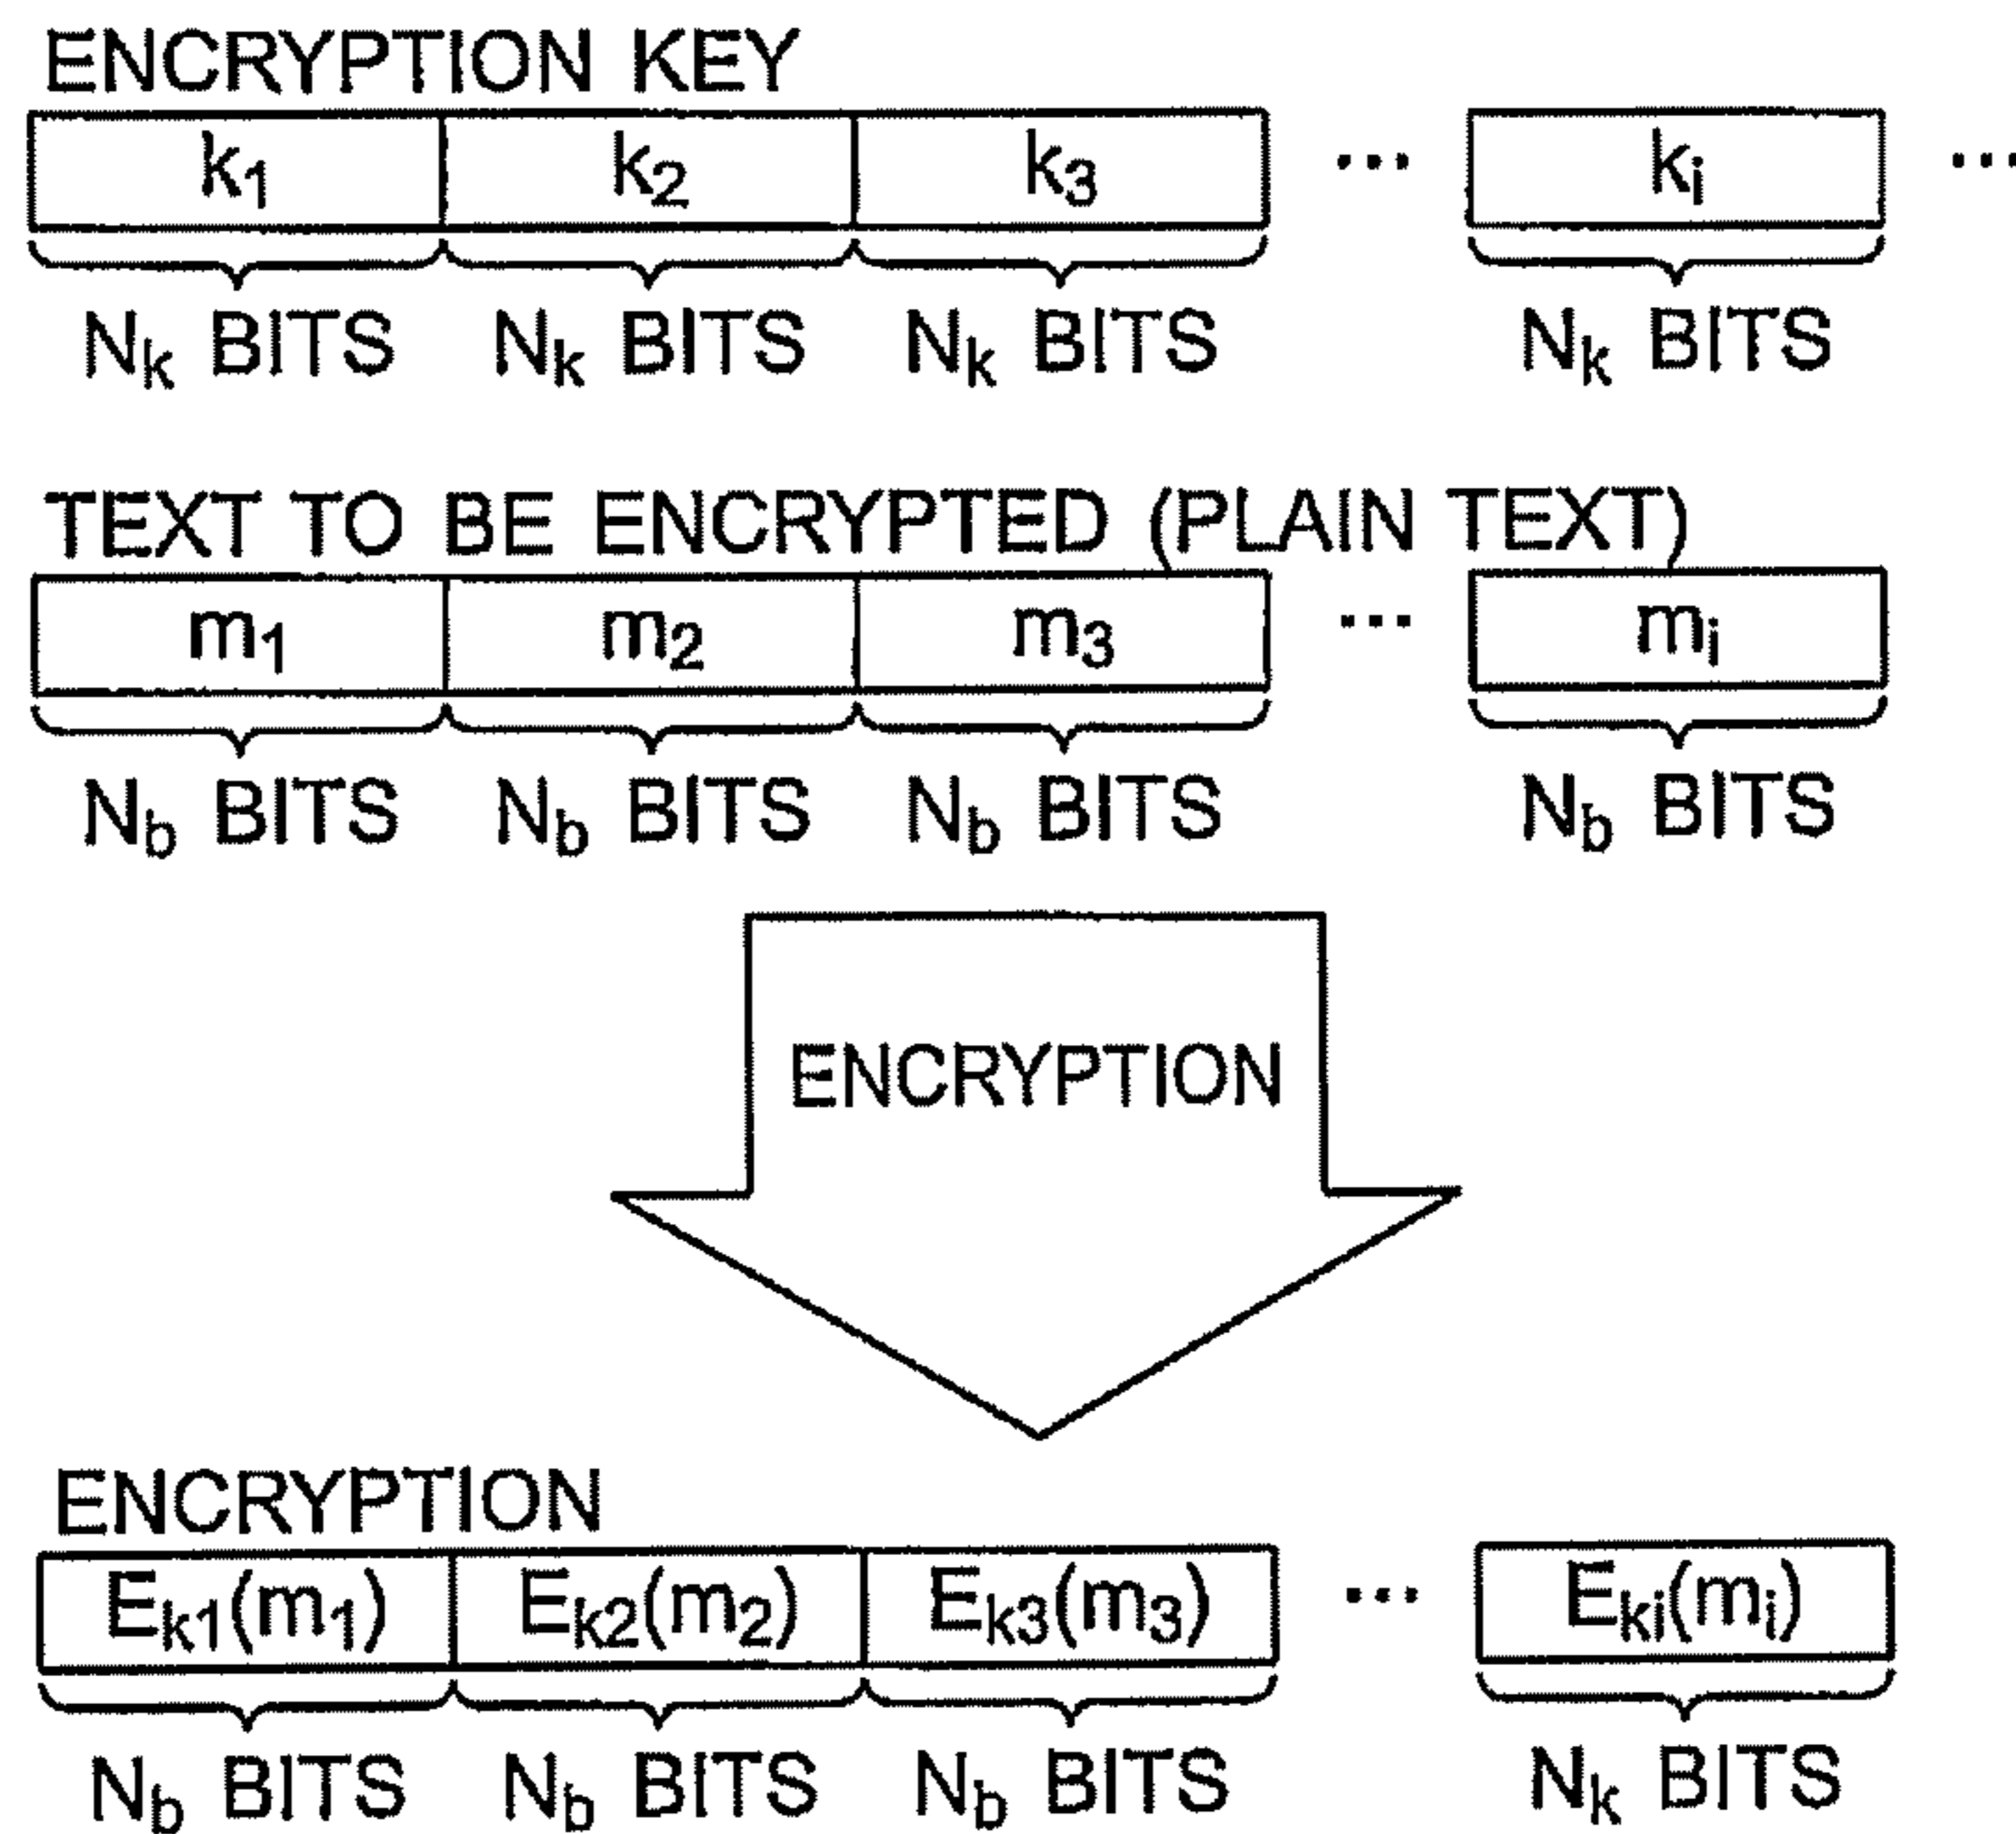 ENCRYPTION KEY
k1 k2 k3 ... ki ...
Nk BITS Nk BITS Nk BITS Nk BITS
TEXT TO BE ENCRYPTED (PLAIN TEXT)
m1 m2 m3 ... mi
Nb BITS Nb BITS Nb BITS Nb BITS
ENCRYPTION
ENCRYPTION
Ek1(m1) Ek2(m2) Ek3(m3) ... Eki(mi)
Nb BITS Nb BITS Nb BITS Nk BITS